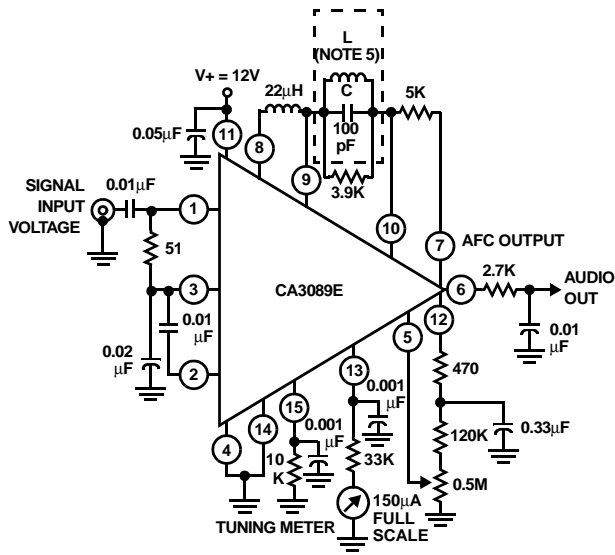 L
(NOTE 5)
V+ = 12V
22µH
C
5K
0.05µF
11
8
100
pF
9
3.9K
SIGNAL
INPUT
VOLTAGE
0.01µF
1
10
7
AFC OUTPUT
51
3
CA3089E
6
2.7K
AUDIO
OUT
0.01
µF
12
0.01
µF
0.02
µF
2
5
13
470
0.001
µF
15
0.001
µF
4
14
0.33µF
120K
33K
10
K
0.5M
TUNING METER
150µA
FULL
SCALE